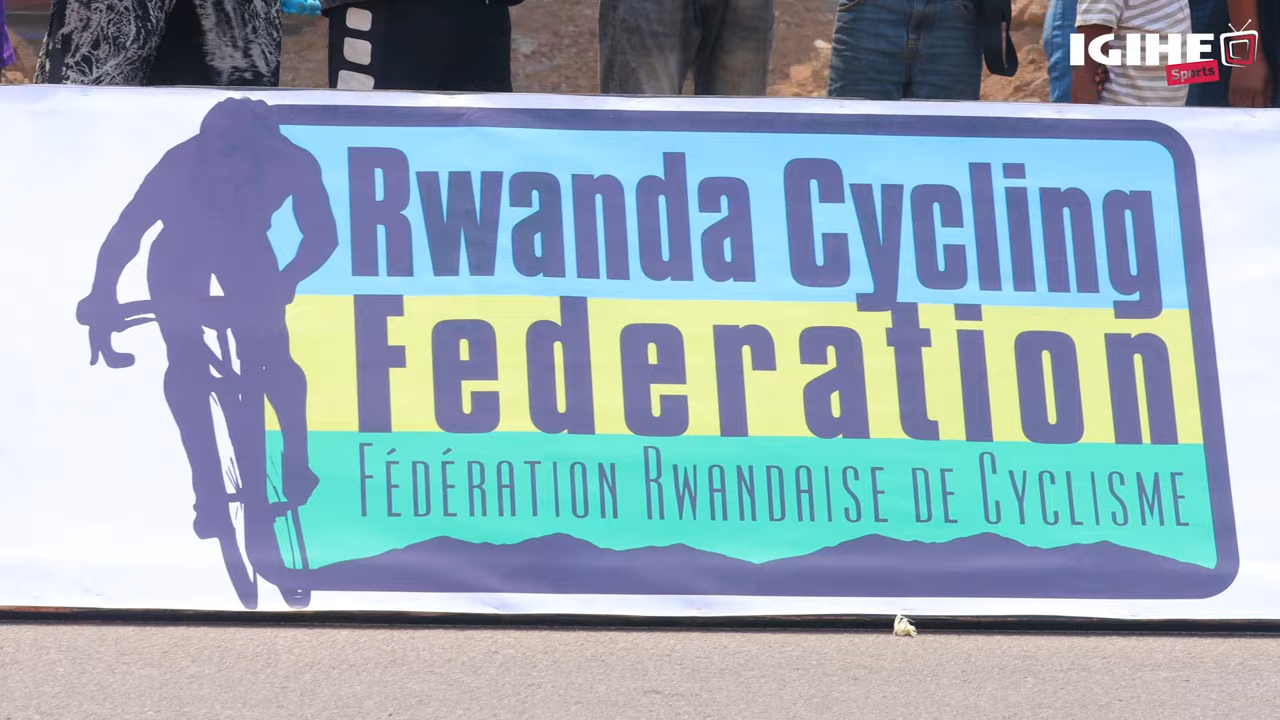 IGIHE
Sports
Rwanda Cycling
Federation
Fédération Rwandaise de Cyclisme